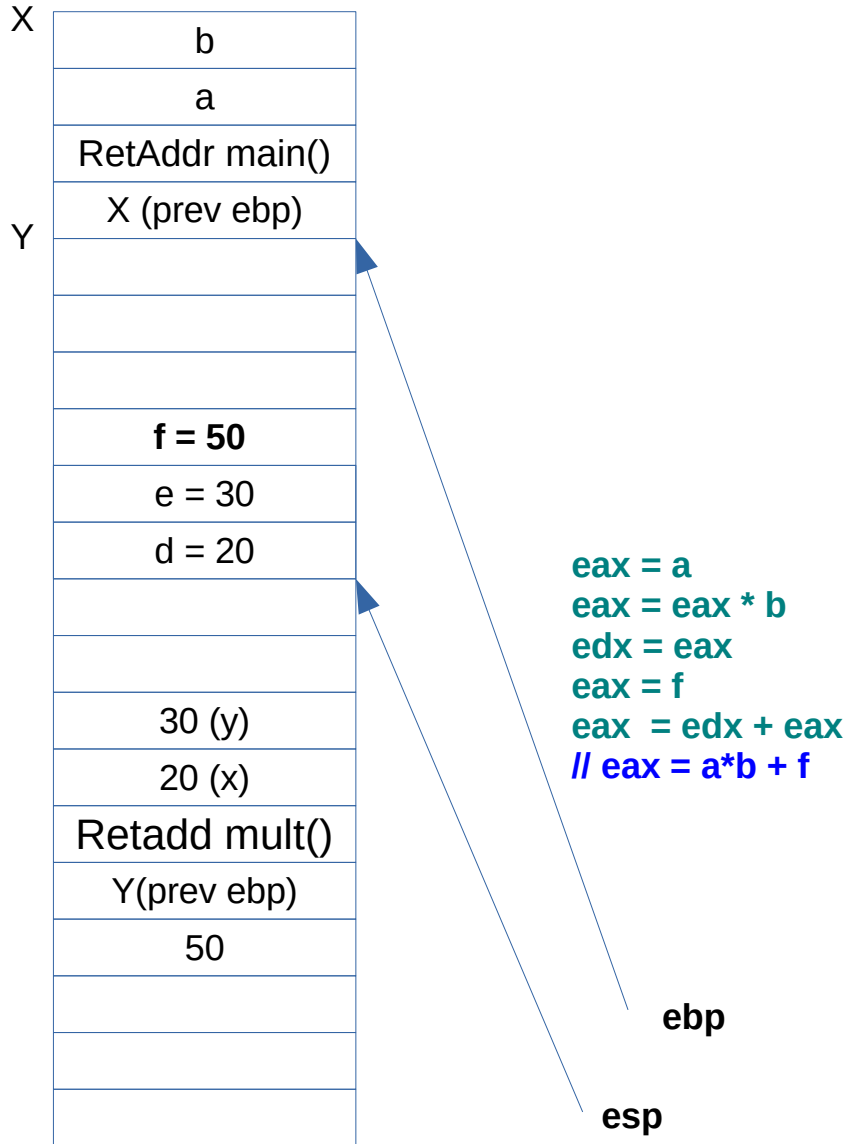 X
b
a
RetAddr main()
X (prev ebp)
Y
f = 50
e = 30
d = 20
eax = a
eax = eax * b
edx = eax
eax = f
eax  = edx + eax
// eax = a*b + f
30 (y)
20 (x)
Retadd mult()
Y(prev ebp)
50
ebp
esp